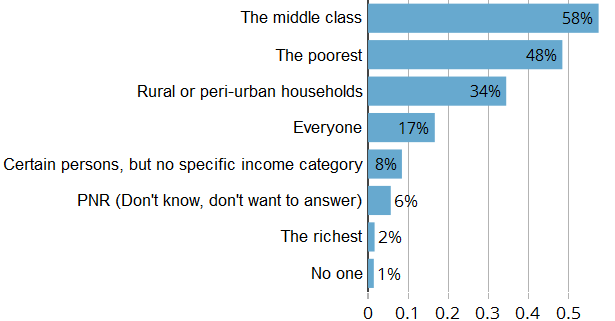 The middle class 58%
The poorest 48%
Rural or peri-urban households 34%
Everyone 17%
Certain persons, but no specific income category 8%
PNR (Don't know, don't want to answer) 6%
The richest 2%
No one 1%
0 0.1 0.2 0.3 0.4 0.5